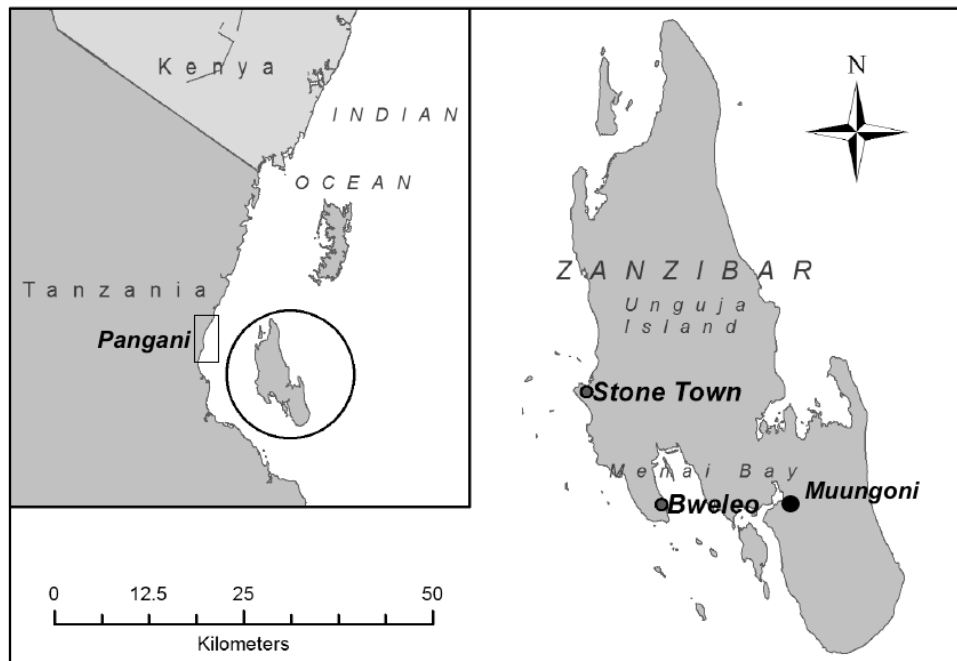 Kenya
INDIAN
OCEAN
Tanzania
Pangani
N
ZANZIBAR
Unguja
Island
Stone Town
Menai Bay
Bweleo
Muungoni
0 12.5 25 50
Kilometers